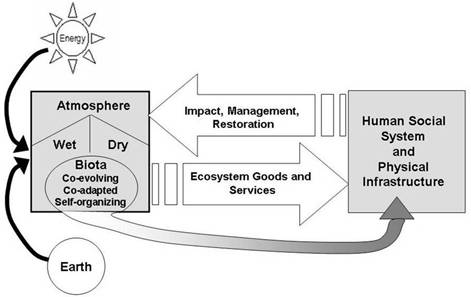 Energy
Atmosphere
Wet Dry
Biota
Co-evolving
Co-adapted
Self-organizing
Impact, Management,
Restoration
Ecosystem Goods and
Services
Human Social
System
and
Physical
Infrastructure
Earth